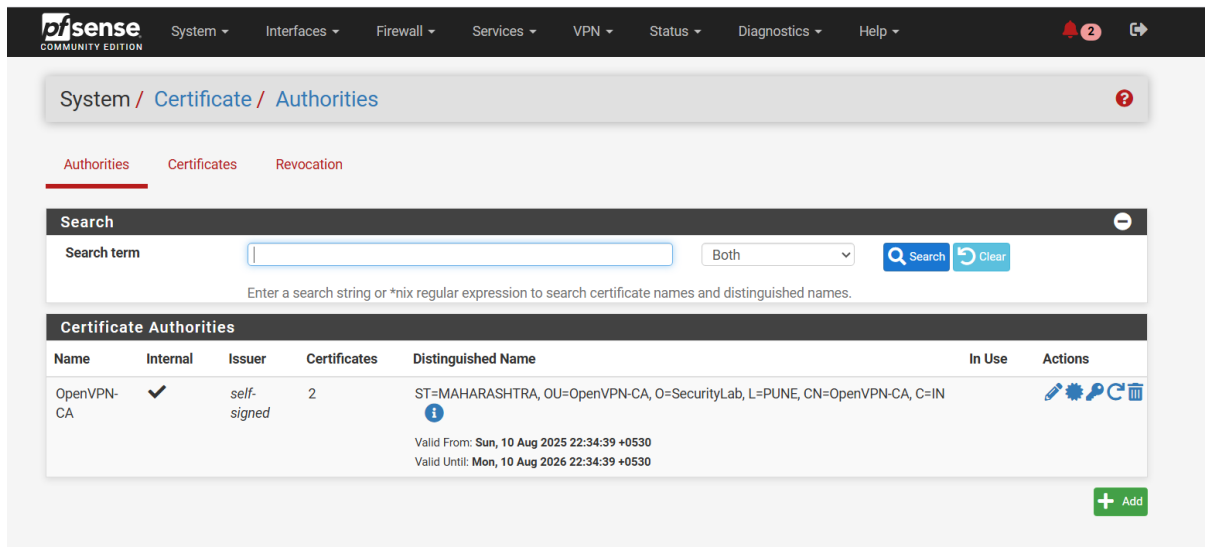 pfsense System Interfaces Firewall Services VPN Status Diagnostics Help 2
COMMUNITY EDITION
System / Certificate / Authorities
Authorities Certificates Revocation
Search
Search term Both Search Clear
Enter a search string or *nix regular expression to search certificate names and distinguished names.
Certificate Authorities
Name Internal Issuer Certificates Distinguished Name In Use Actions
OpenVPN- self- 2 ST=MAHARASHTRA, OU=OpenVPN-CA, O=SecurityLab, L=PUNE, CN=OpenVPN-CA, C=IN
CA signed
Valid From: Sun, 10 Aug 2025 22:34:39 +0530
Valid Until: Mon, 10 Aug 2026 22:34:39 +0530
Add